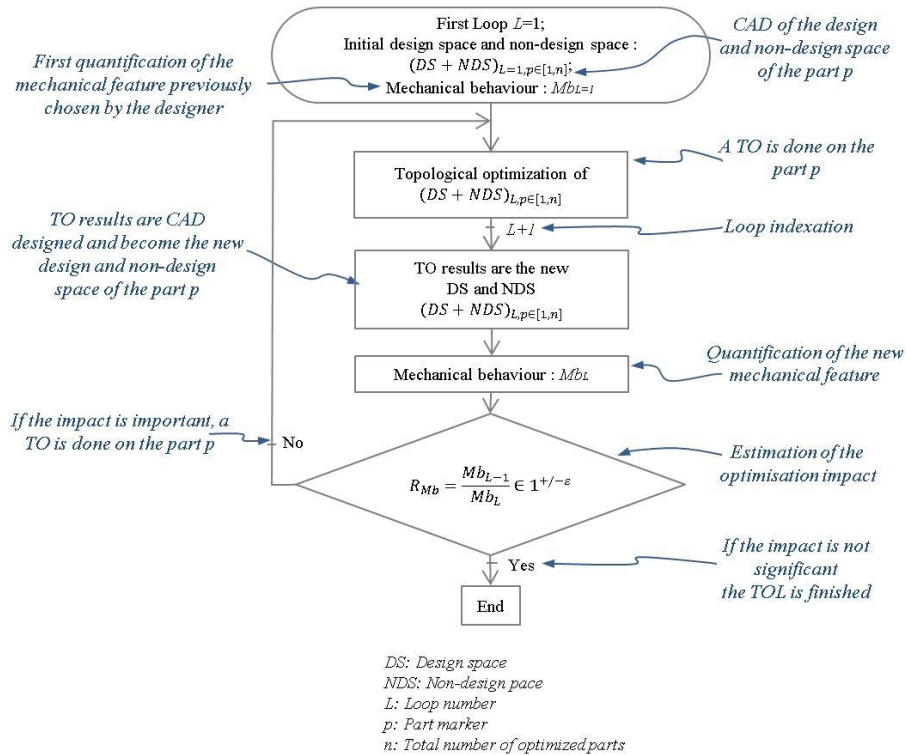 First Loop L=1;
Initial design space and non-design space :
(DS + NDS)L=1,p∈[1,n];
Mechanical behaviour : MbL=1
CAD of the design
and non-design space
of the part p
First quantification of the
mechanical feature previously
chosen by the designer
A TO is done on the
part p
Topological optimization of
(DS + NDS)L,p∈[1,n]
L+1
Loop indexation
TO results are CAD
designed and become the new
design and non-design
space of the part p
TO results are the new
DS and NDS
(DS + NDS)L,p∈[1,n]
Quantification of the new
mechanical feature
Mechanical behaviour : MbL
If the impact is important, a
TO is done on the part p
No
Estimation of the
optimisation impact
RMb = MbL-1 / MbL ∈ 1+/-ε
If the impact is not
significant
the TOL is finished
Yes
End
DS: Design space
NDS: Non-design pace
L: Loop number
p: Part marker
n: Total number of optimized parts